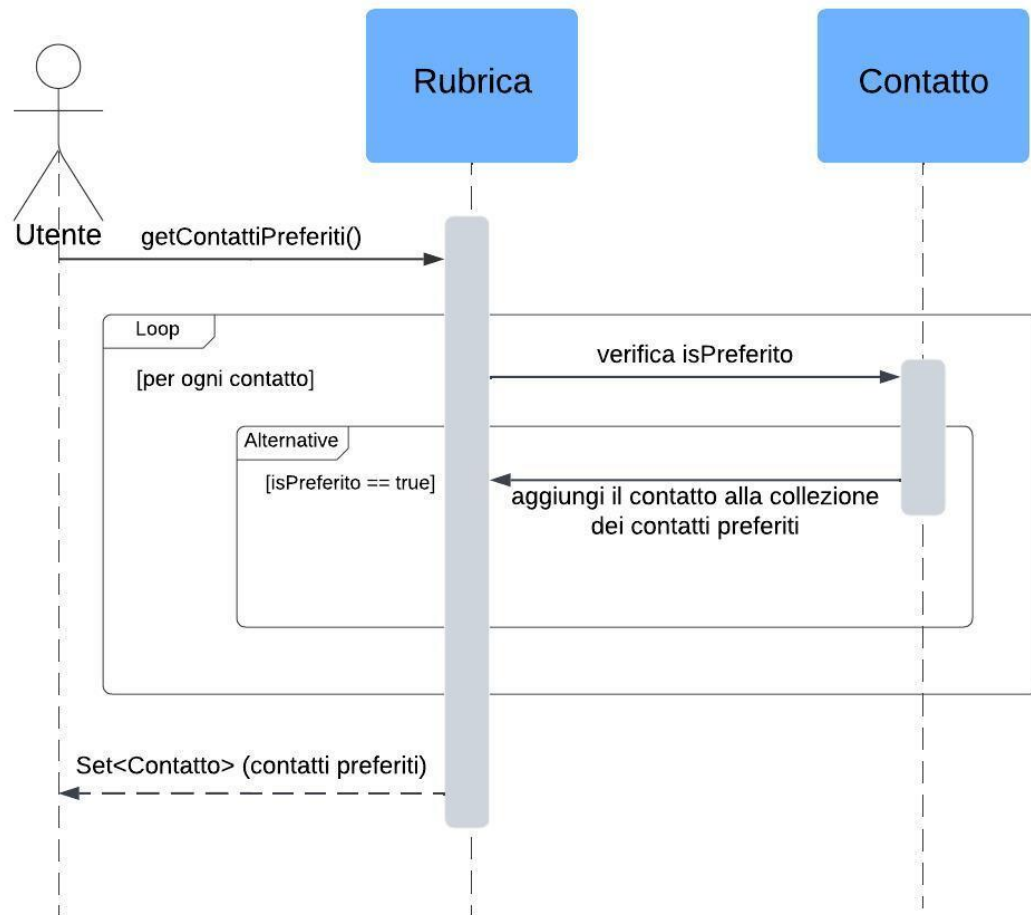 Rubrica
Contatto
Utente
getContattiPreferiti()
Loop
[per ogni contatto]
verifica isPreferito
Alternative
[isPreferito == true]
aggiungi il contatto alla collezione
dei contatti preferiti
Set<Contatto> (contatti preferiti)